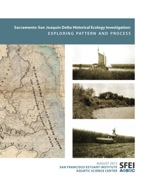 Sacramento-San Joaquin Delta Historical Ecology Investigation:
EXPLORING PATTERN AND PROCESS
AUGUST 2012
SAN FRANCISCO ESTUARY INSTITUTE
AQUATIC SCIENCE CENTER
SFEI